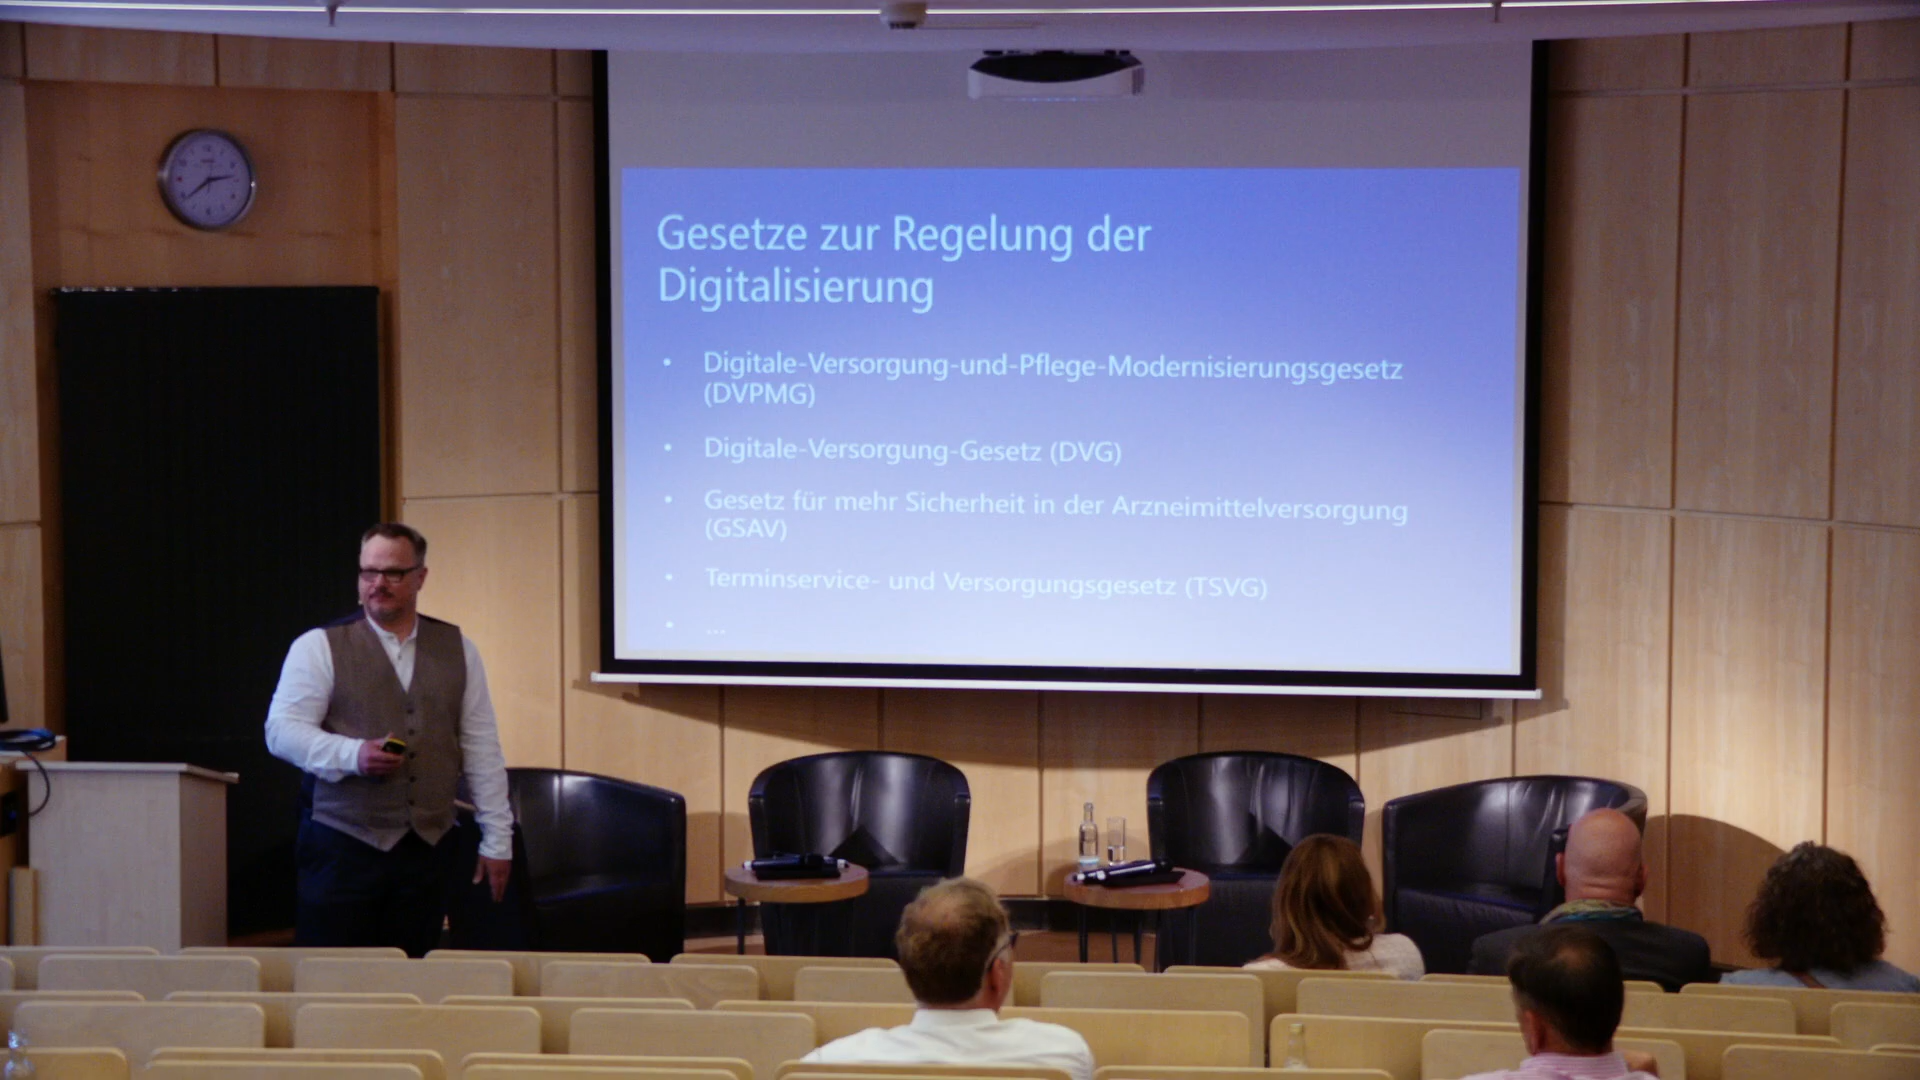 Gesetze zur Regelung der
Digitalisierung
• Digitale-Versorgung-und-Pflege-Modernisierungsgesetz
(DVPMG)
• Digitale-Versorgung-Gesetz (DVG)
• Gesetz für mehr Sicherheit in der Arzneimittelversorgung
(GSAV)
• Terminservice- und Versorgungsgesetz (TSVG)
• ...